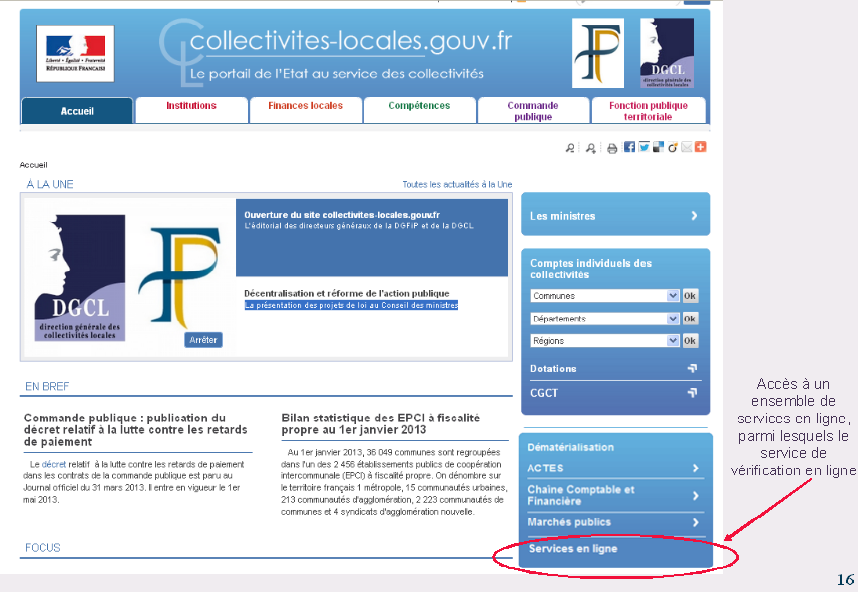 Liberté • Égalité • Fraternité
RÉPUBLIQUE FRANÇAISE
collectivites-locales.gouv.fr
Le portail de l'Etat au service des collectivités
DGCL
direction générale des
collectivités locales
Accueil
Institutions
Finances locales
Compétences
Commande
publique
Fonction publique
territoriale
Accueil
À LA UNE
Toutes les actualités à la Une
DGCL
direction générale des
collectivités locales
Arrêter
Ouverture du site collectivites-locales.gouv.fr
L'éditorial des directeurs généraux de la DGFiP et de la DGCL
Décentralisation et réforme de l'action publique
La présentation des projets de loi au Conseil des ministres
Les ministres
Comptes individuels des
collectivités
Communes Ok
Départements Ok
Régions Ok
Dotations
CGCT
EN BREF
Commande publique : publication du
décret relatif à la lutte contre les retards
de paiement
Le décret relatif à la lutte contre les retards de paiement
dans les contrats de la commande publique est paru au
Journal officiel du 31 mars 2013. Il entre en vigueur le 1er
mai 2013.
Bilan statistique des EPCI à fiscalité
propre au 1er janvier 2013
Au 1er janvier 2013, 36 049 communes sont regroupées
dans l'un des 2 456 établissements publics de coopération
intercommunale (EPCI) à fiscalité propre. On dénombre sur
le territoire français 1 métropole, 15 communautés urbaines,
213 communautés d'agglomération, 2 223 communautés de
communes et 4 syndicats d'agglomération nouvelle.
Dématérialisation
ACTES
Chaîne Comptable et
Financière
Marchés publics
Services en ligne
FOCUS
Accès à un
ensemble de
services en ligne,
parmi lesquels le
service de
vérification en ligne
16